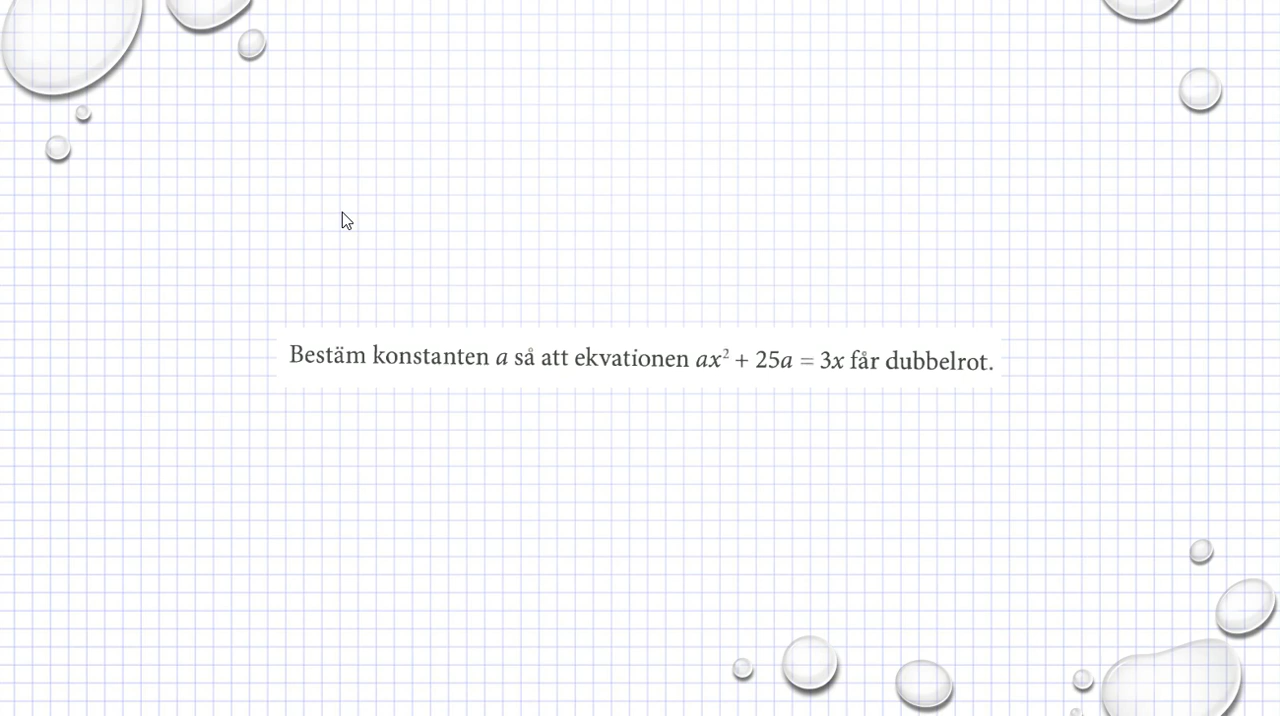 Bestäm konstanten a så att ekvationen ax² + 25a = 3x får dubbelrot.